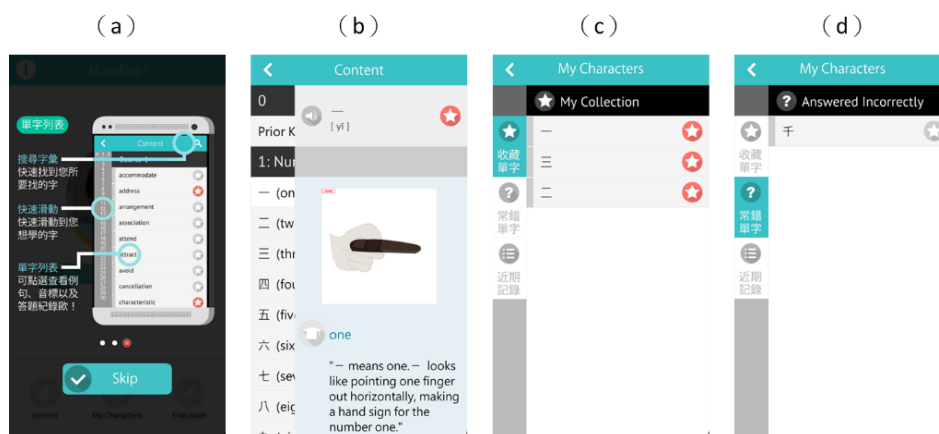 (a)
Mandarin
單字列表
搜尋字彙
快速找到您所
要找的字
快速滑動
快速滑動到您
想學的字
單字列表
可點選查看例
句、音標以及
答題紀錄歐！
Content
accommodate
address
arrangement
association
attend
attract
avoid
cancellation
characteristic
Skip
content
My Characters
Evaluation
(b)
Content
0
一
[ yī ]
Prior K
1: Nur
一 (on
二 (tw
三 (thr
四 (fou
五 (fiv
六 (six
七 (sev
八 (eig
one
"一 means one.一 looks
like pointing one finger
out horizontally, making
a hand sign for the
number one."
(c)
My Characters
My Collection
收藏
單字
常錯
單字
近期
記錄
一
三
二
(d)
My Characters
Answered Incorrectly
收藏
單字
常錯
單字
近期
記錄
千